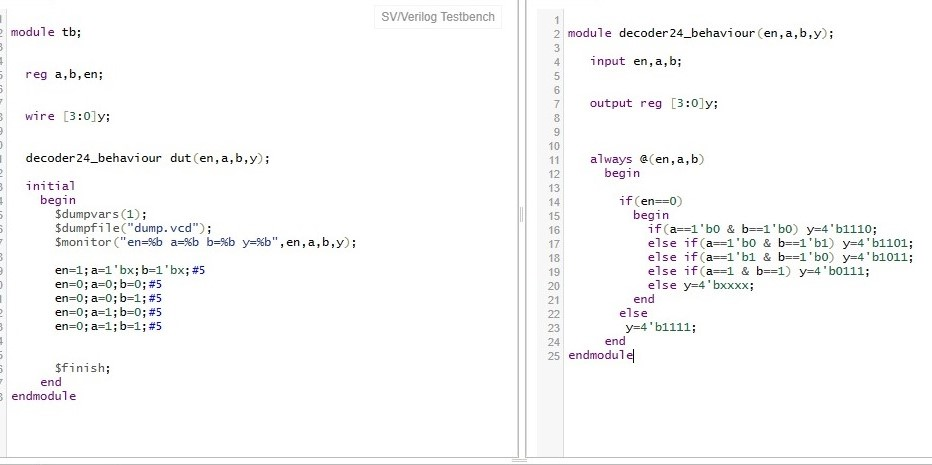 SV/Verilog Testbench
module tb;
reg a,b,en;
wire [3:0]y;
decoder24_behaviour dut(en,a,b,y);
initial
begin
$dumpvars(1);
$dumpfile("dump.vcd");
$monitor("en=%b a=%b b=%b y=%b",en,a,b,y);
en=1;a=1'bx;b=1'bx;#5
en=0;a=0;b=0;#5
en=0;a=0;b=1;#5
en=0;a=1;b=0;#5
en=0;a=1;b=1;#5
$finish;
end
endmodule
1
2 module decoder24_behaviour(en,a,b,y);
3
4 input en,a,b;
5
6
7 output reg [3:0]y;
8
9
10
11 always @(en,a,b)
12 begin
13
14 if(en==0)
15 begin
16 if(a==1'b0 & b==1'b0) y=4'b1110;
17 else if(a==1'b0 & b==1'b1) y=4'b1101;
18 else if(a==1'b1 & b==1'b0) y=4'b1011;
19 else if(a==1 & b==1) y=4'b0111;
20 else y=4'bxxxx;
21 end
22 else
23 y=4'b1111;
24 end
25 endmodule